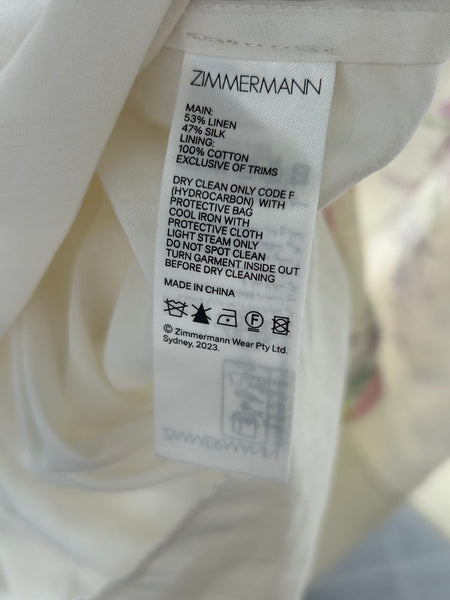 ZIMMERMANN
MAIN:
53% LINEN
47% SILK
LINING:
100% COTTON
EXCLUSIVE OF TRIMS
DRY CLEAN ONLY CODE F
(HYDROCARBON) WITH
PROTECTIVE BAG
COOL IRON WITH
PROTECTIVE CLOTH
LIGHT STEAM ONLY
DO NOT SPOT CLEAN
TURN GARMENT INSIDE OUT
BEFORE DRY CLEANING
MADE IN CHINA
F
© Zimmermann Wear Pty Ltd.
Sydney, 2023.
ZIMMERMANN